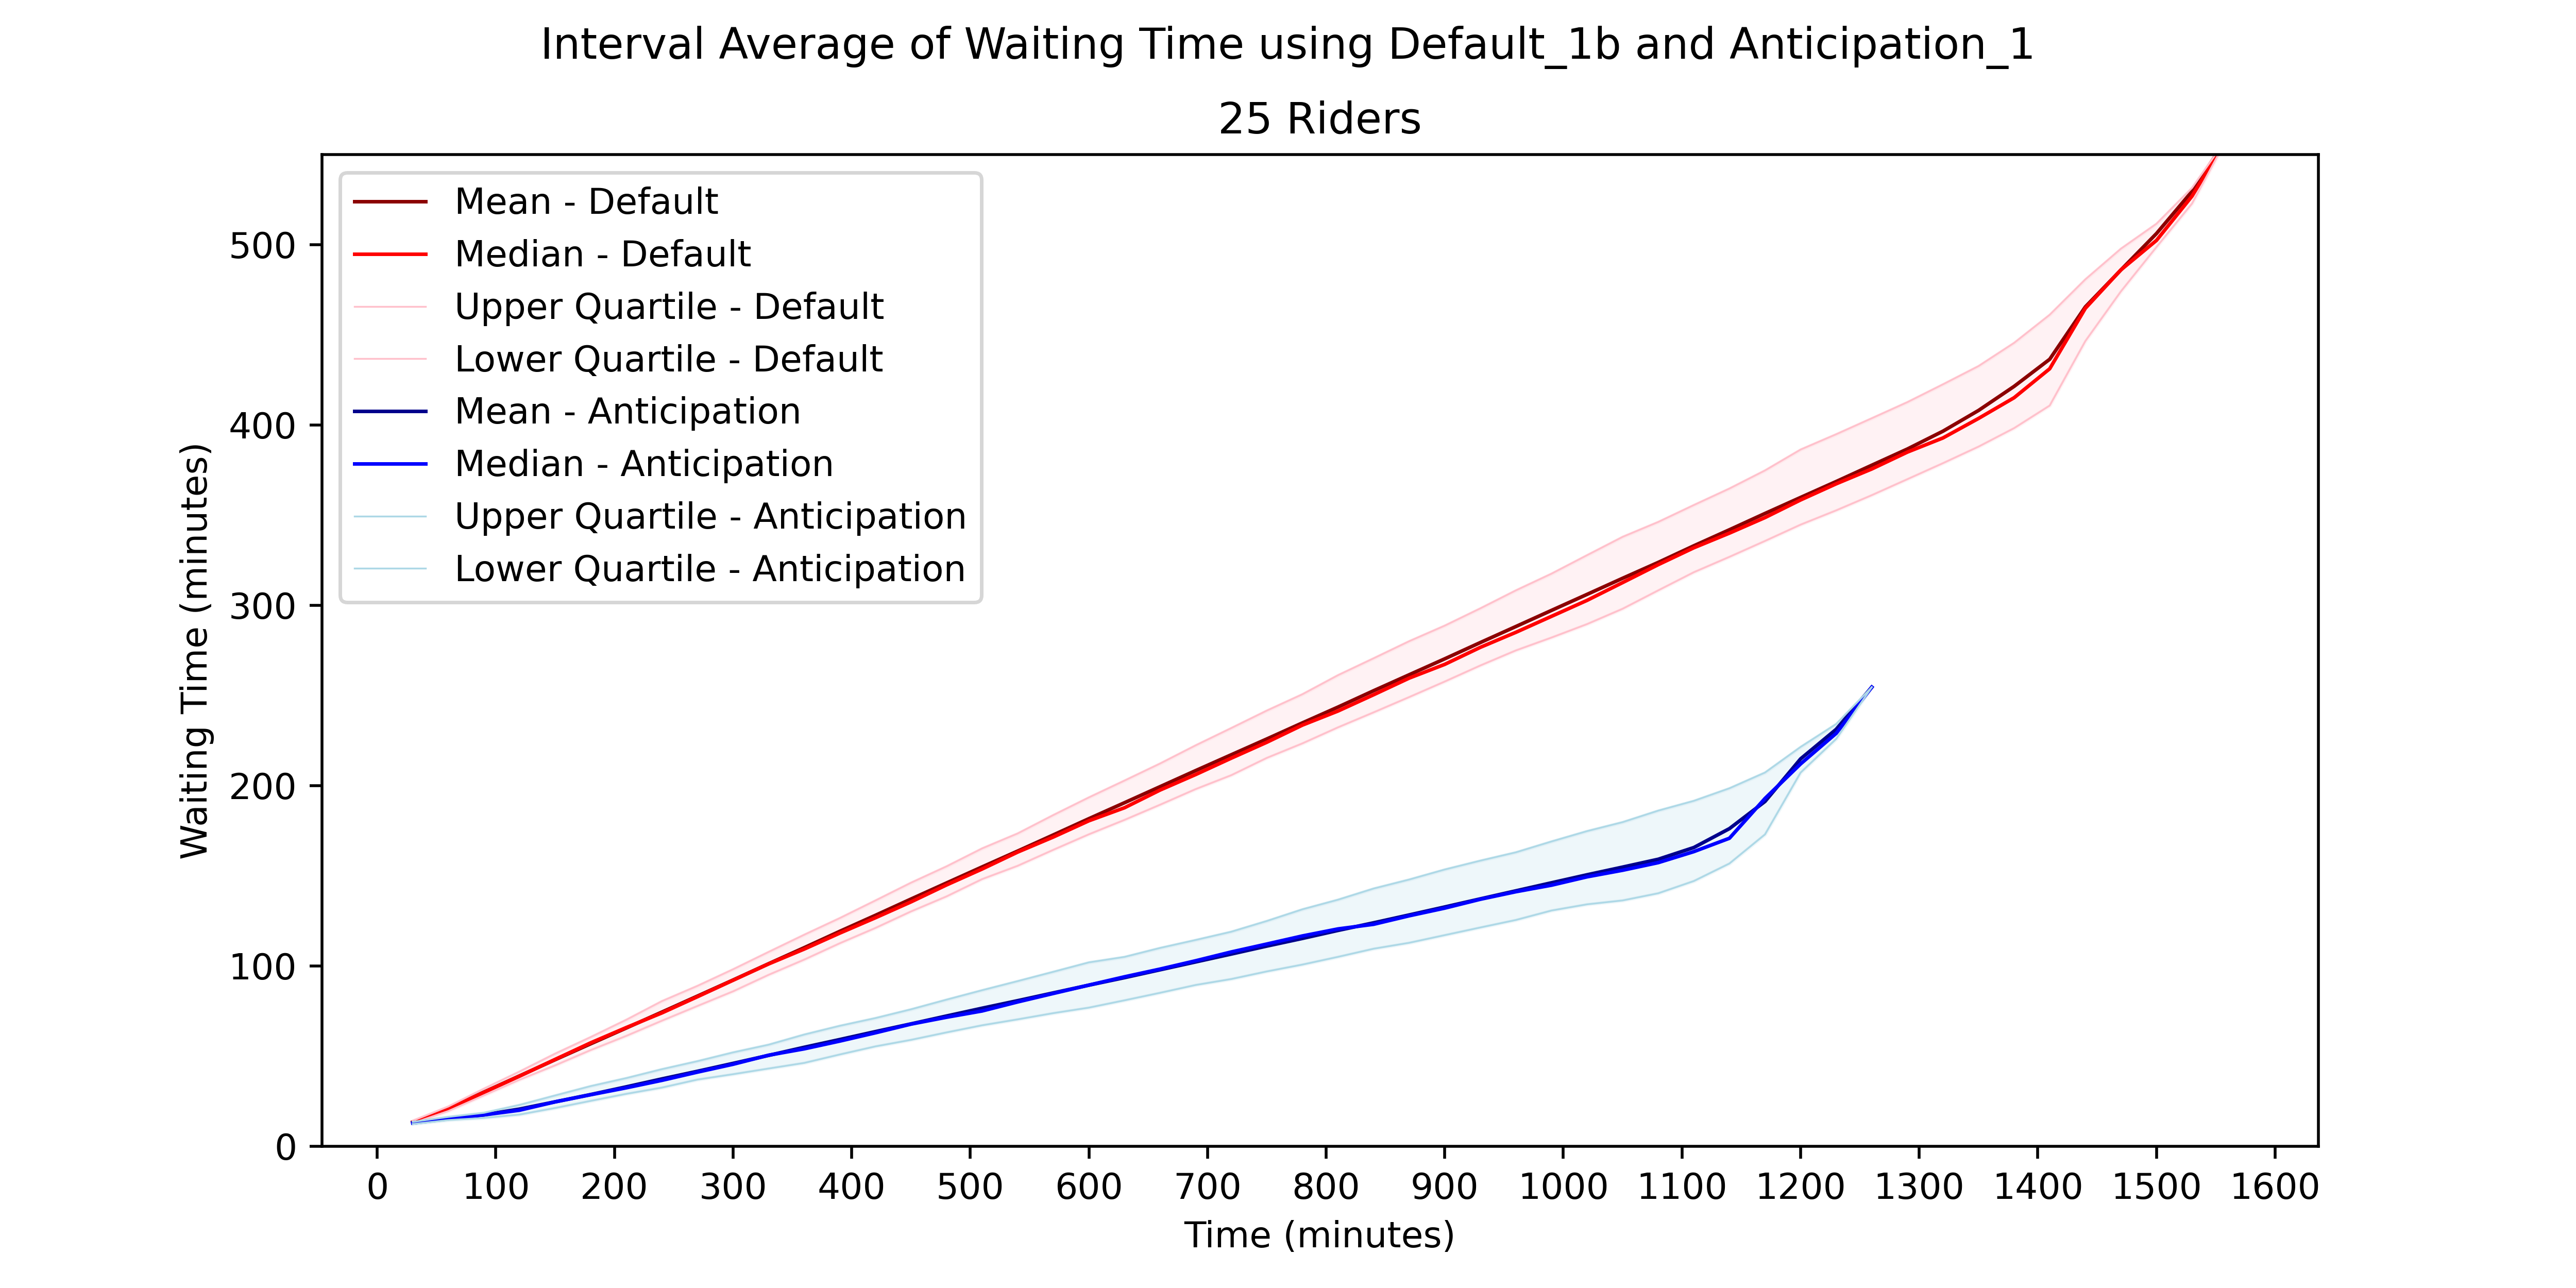 Interval Average of Waiting Time using Default_1b and Anticipation_1
25 Riders
Mean - Default
Median - Default
Upper Quartile - Default
Lower Quartile - Default
Mean - Anticipation
Median - Anticipation
Upper Quartile - Anticipation
Lower Quartile - Anticipation
Waiting Time (minutes)
500
400
300
200
100
0
0 100 200 300 400 500 600 700 800 900 1000 1100 1200 1300 1400 1500 1600
Time (minutes)